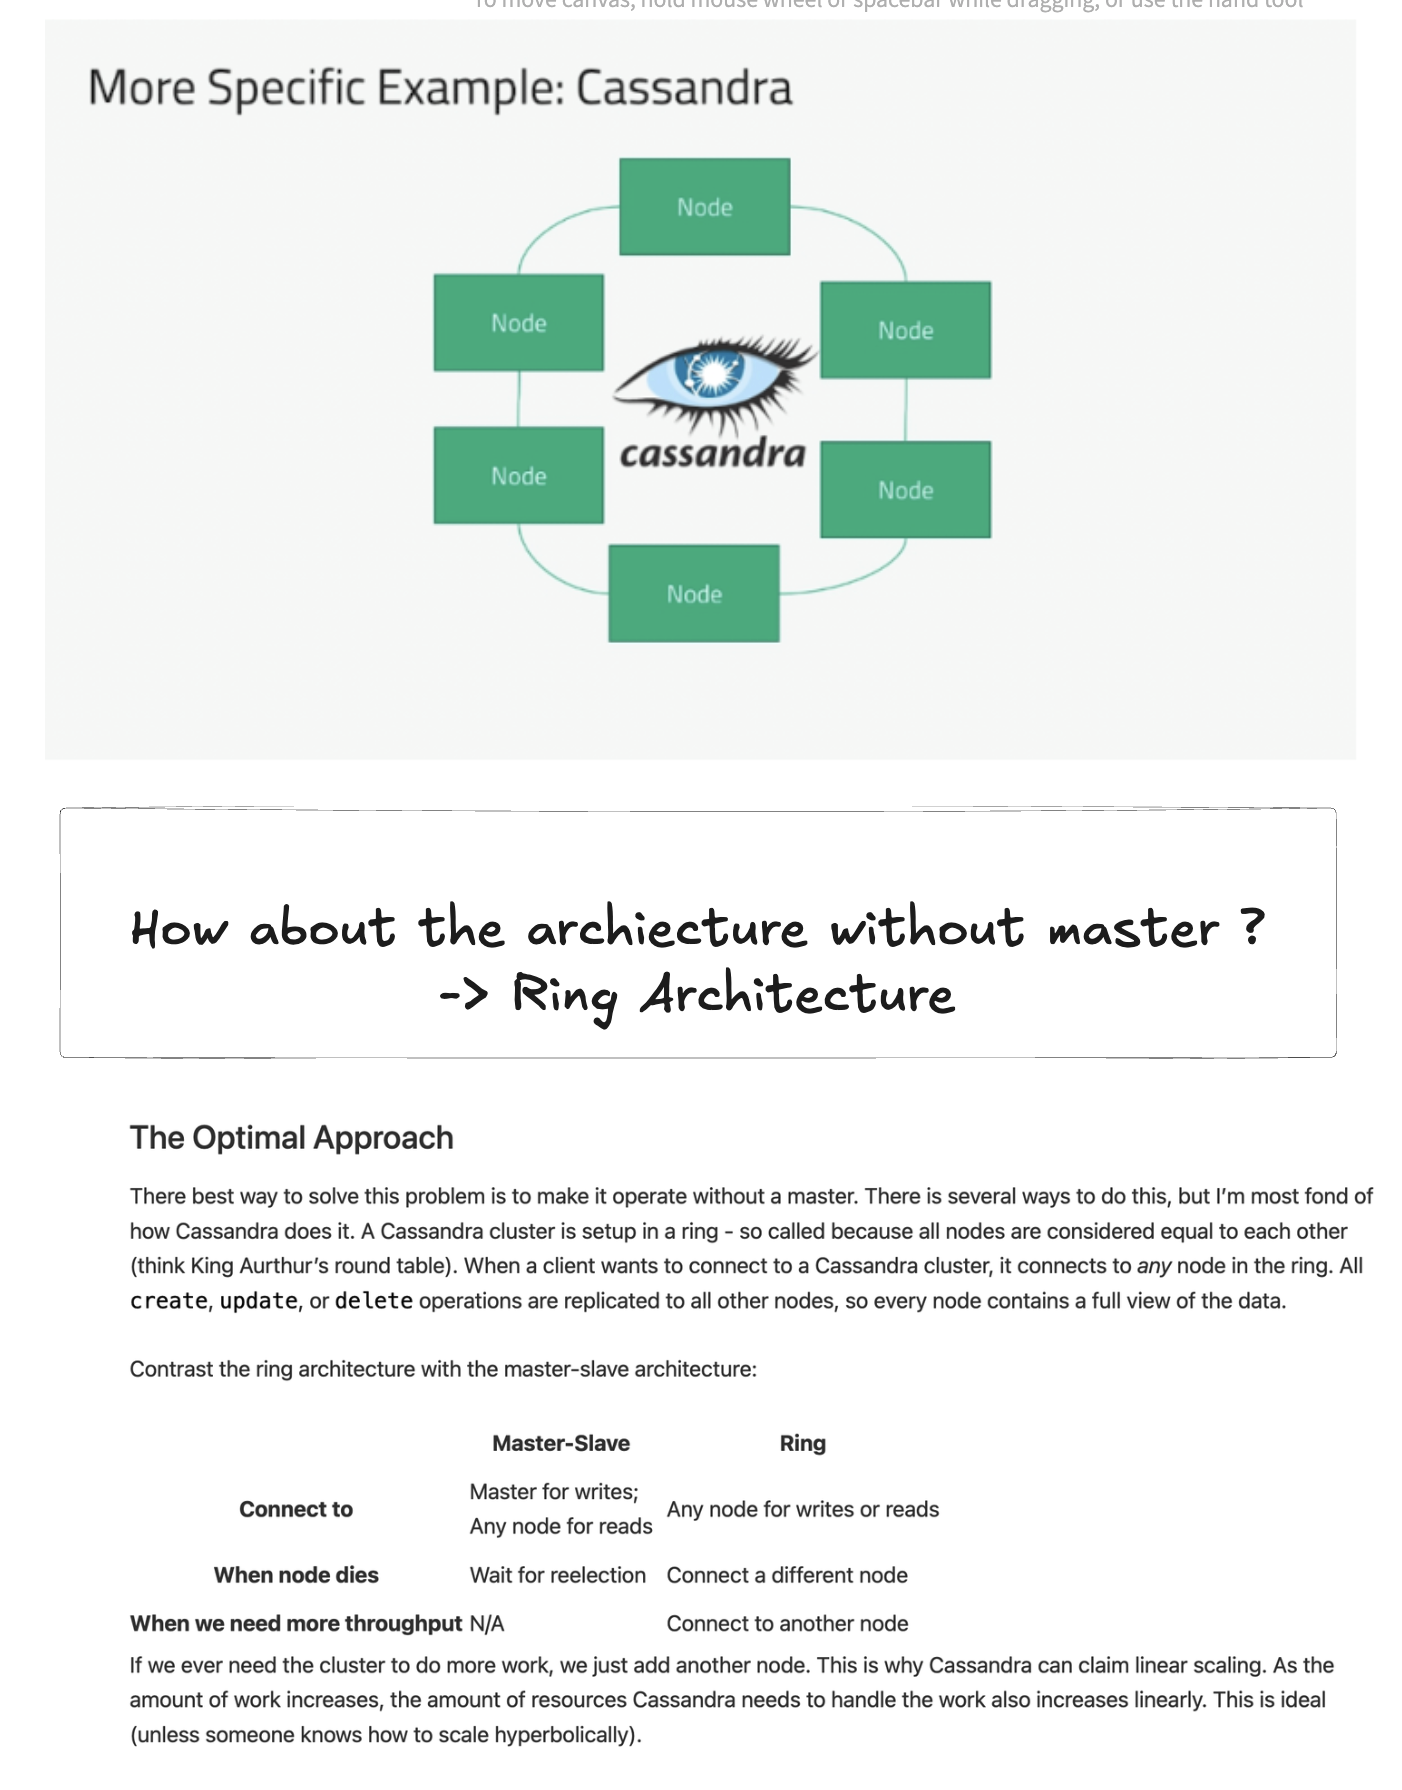 To move canvas, hold mouse wheel or spacebar while dragging, or use the hand tool
More Specific Example: Cassandra
Node
Node
Node
cassandra
Node
Node
Node
How about the archiecture without master ?
-> Ring Architecture
The Optimal Approach
There best way to solve this problem is to make it operate without a master. There is several ways to do this, but I’m most fond of
how Cassandra does it. A Cassandra cluster is setup in a ring - so called because all nodes are considered equal to each other
(think King Aurthur’s round table). When a client wants to connect to a Cassandra cluster, it connects to any node in the ring. All
create, update, or delete operations are replicated to all other nodes, so every node contains a full view of the data.
Contrast the ring architecture with the master-slave architecture:
Master-Slave Ring
Connect to Master for writes; Any node for writes or reads
Any node for reads
When node dies Wait for reelection Connect a different node
When we need more throughput N/A Connect to another node
If we ever need the cluster to do more work, we just add another node. This is why Cassandra can claim linear scaling. As the
amount of work increases, the amount of resources Cassandra needs to handle the work also increases linearly. This is ideal
(unless someone knows how to scale hyperbolically).